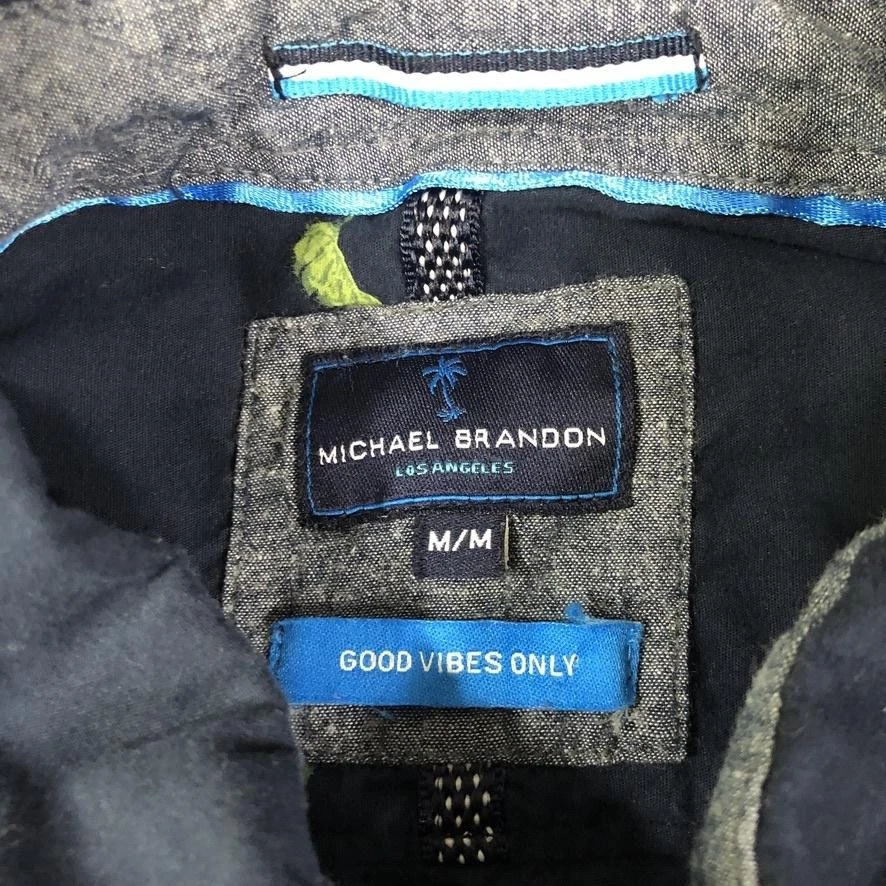 MICHAEL BRANDON
LOS ANGELES
M/M
GOOD VIBES ONLY